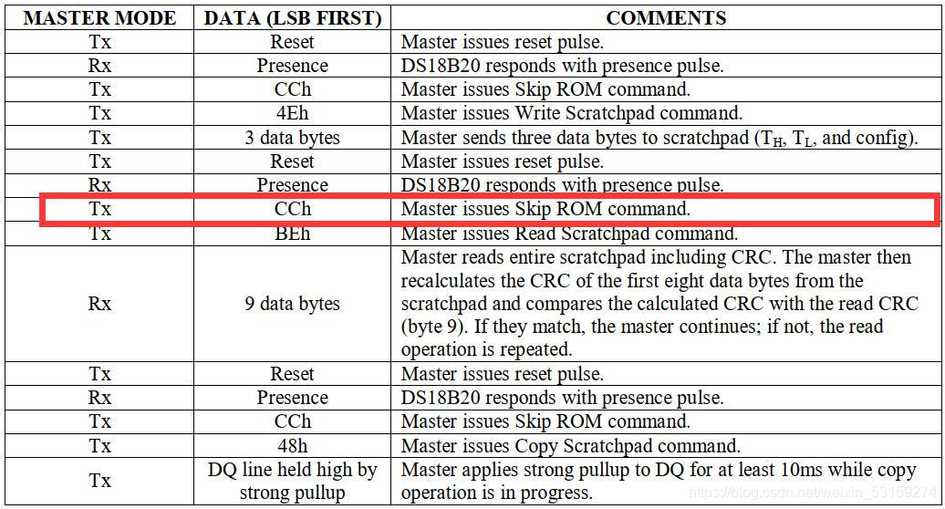 MASTER MODE DATA (LSB FIRST) COMMENTS
Tx Reset Master issues reset pulse.
Rx Presence DS18B20 responds with presence pulse.
Tx CCh Master issues Skip ROM command.
Tx 4Eh Master issues Write Scratchpad command.
Tx 3 data bytes Master sends three data bytes to scratchpad (TH, TL, and config).
Tx Reset Master issues reset pulse.
Rx Presence DS18B20 responds with presence pulse.
Tx CCh Master issues Skip ROM command.
Tx BEh Master issues Read Scratchpad command.
Rx 9 data bytes Master reads entire scratchpad including CRC. The master then
recalculates the CRC of the first eight data bytes from the
scratchpad and compares the calculated CRC with the read CRC
(byte 9). If they match, the master continues; if not, the read
operation is repeated.
Tx Reset Master issues reset pulse.
Rx Presence DS18B20 responds with presence pulse.
Tx CCh Master issues Skip ROM command.
Tx 48h Master issues Copy Scratchpad command.
Tx DQ line held high by Master applies strong pullup to DQ for at least 10ms while copy
strong pullup operation is in progress.
https://blog.csdn.net/weixin_53159274